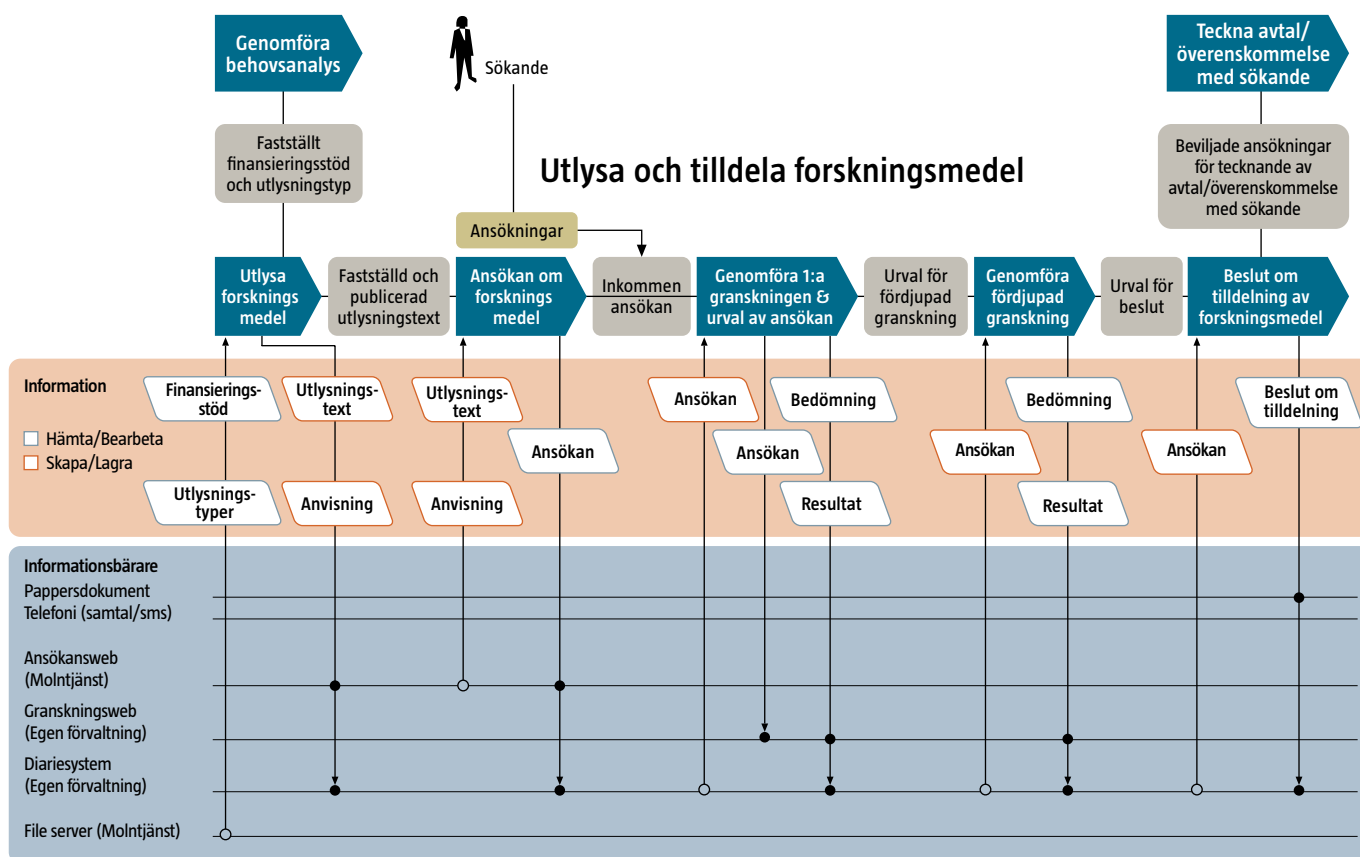 Genomföra
behovsanalys
Sökande
Teckna avtal/
överenskommelse
med sökande
Fastställt
finansieringsstöd
och utlysningstyp
Utlysa och tilldela forskningsmedel
Beviljade ansökningar
för tecknande av
avtal/överenskommelse
med sökande
Ansökningar
Utlysa
forsknings
medel
Fastställd och
publicerad
utlysningstext
Ansökan om
forsknings
medel
Inkommen
ansökan
Genomföra 1:a
granskningen &
urval av ansökan
Urval för
fördjupad
granskning
Genomföra
fördjupad
granskning
Urval för
beslut
Beslut om
tilldelning av
forskningsmedel
Information
Hämta/Bearbeta
Skapa/Lagra
Finansierings-
stöd
Utlysnings-
text
Utlysnings-
text
Ansökan
Bedömning
Bedömning
Beslut om
tilldelning
Ansökan
Ansökan
Ansökan
Ansökan
Utlysnings-
typer
Anvisning
Anvisning
Resultat
Resultat
Informationsbärare
Pappersdokument
Telefoni (samtal/sms)
Ansökansweb
(Molntjänst)
Granskningsweb
(Egen förvaltning)
Diariesystem
(Egen förvaltning)
File server (Molntjänst)